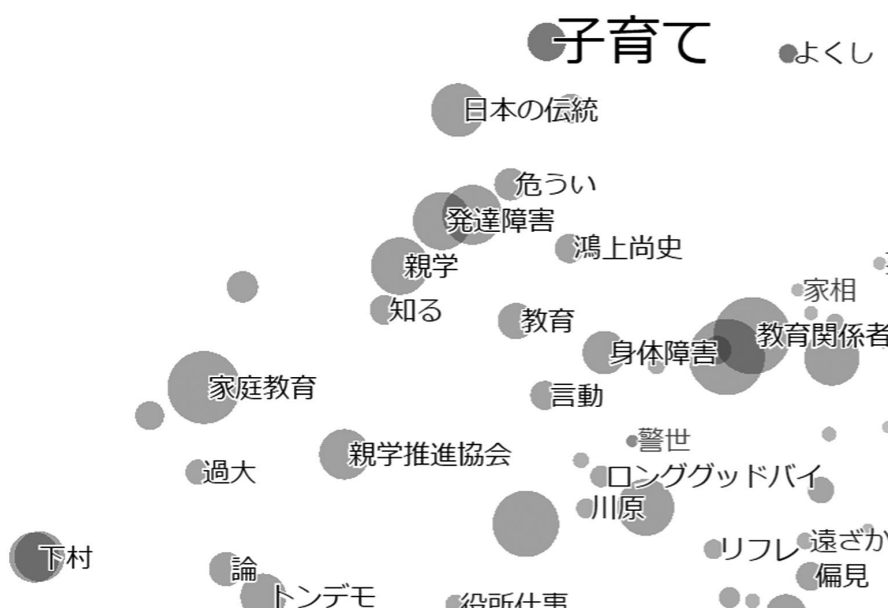 子育て
よくし
日本の伝統
危うい
発達障害
鴻上尚史
親学
家相
知る
教育
教育関係者
身体障害
家庭教育
言動
警世
親学推進協会
過大
ロンググッドバイ
川原
遠ざか
リフレ
下村
論
偏見
トンデモ
役所仕事